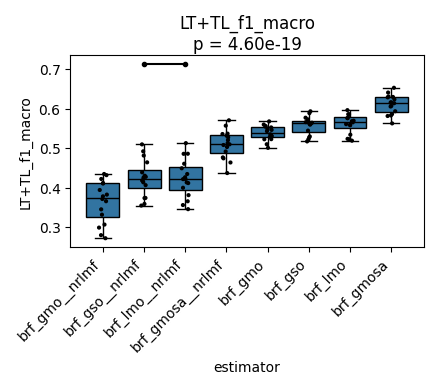 LT+TL_f1_macro
p = 4.60e-19
LT+TL_f1_macro
0.7
0.6
0.5
0.4
0.3
brf_gmo__nrlmf
brf_gso__nrlmf
brf_lmo__nrlmf
brf_gmosa__nrlmf
brf_gmo
brf_gso
brf_lmo
brf_gmosa
estimator